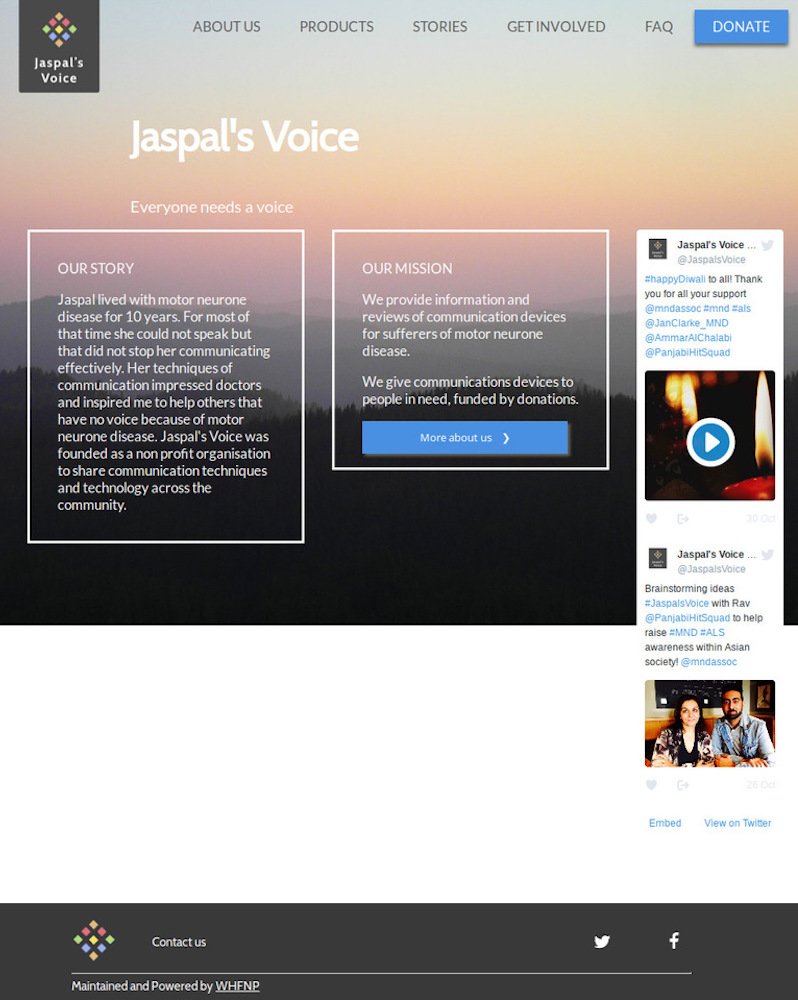 Jaspal's
Voice
ABOUT US
PRODUCTS
STORIES
GET INVOLVED
FAQ
DONATE
Jaspal's Voice
Everyone needs a voice
OUR STORY
Jaspal lived with motor neurone
disease for 10 years. For most of
that time she could not speak but
that did not stop her communicating
effectively. Her techniques of
communication impressed doctors
and inspired me to help others that
have no voice because of motor
neurone disease. Jaspal's Voice was
founded as a non profit organisation
to share communication techniques
and technology across the
community.
OUR MISSION
We provide information and
reviews of communication devices
for sufferers of motor neurone
disease.
We give communications devices to
people in need, funded by donations.
More about us ❯
Jaspal's Voice ...
@JaspalsVoice
#happyDiwali to all! Thank
you for all your support
@mndassoc #mnd #als
@JanClarke_MND
@AmmarAlChalabi
@PanjabiHitSquad
30 Oct
Jaspal's Voice ...
@JaspalsVoice
Brainstorming ideas
#JaspalsVoice with Rav
@PanjabiHitSquad to help
raise #MND #ALS
awareness within Asian
society! @mndassoc
26 Oct
Embed
View on Twitter
Contact us
Maintained and Powered by WHFNP